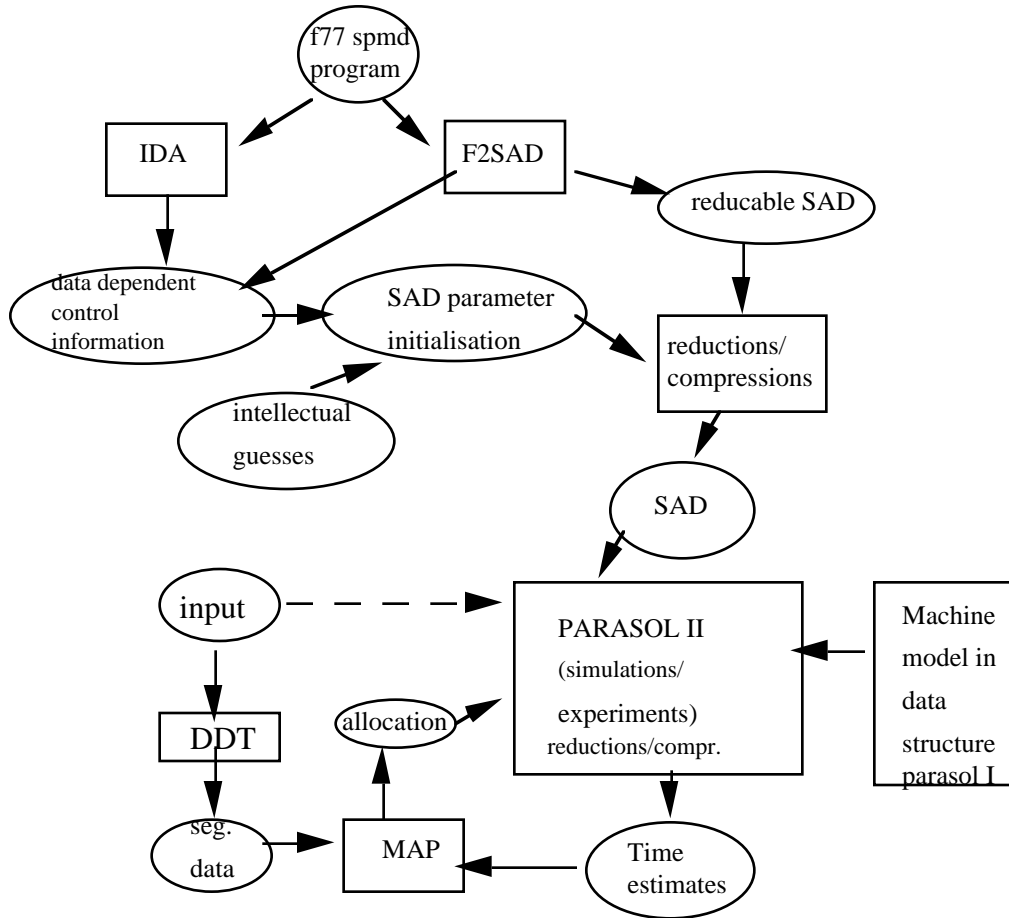 f77 spmd
program
IDA
F2SAD
reducable SAD
data dependent
control
information
SAD parameter
initialisation
reductions/
compressions
intellectual
guesses
SAD
input
PARASOL II
(simulations/
experiments)
reductions/compr.
Machine
model in
data
structure
parasol I
allocation
DDT
seg.
data
MAP
Time
estimates